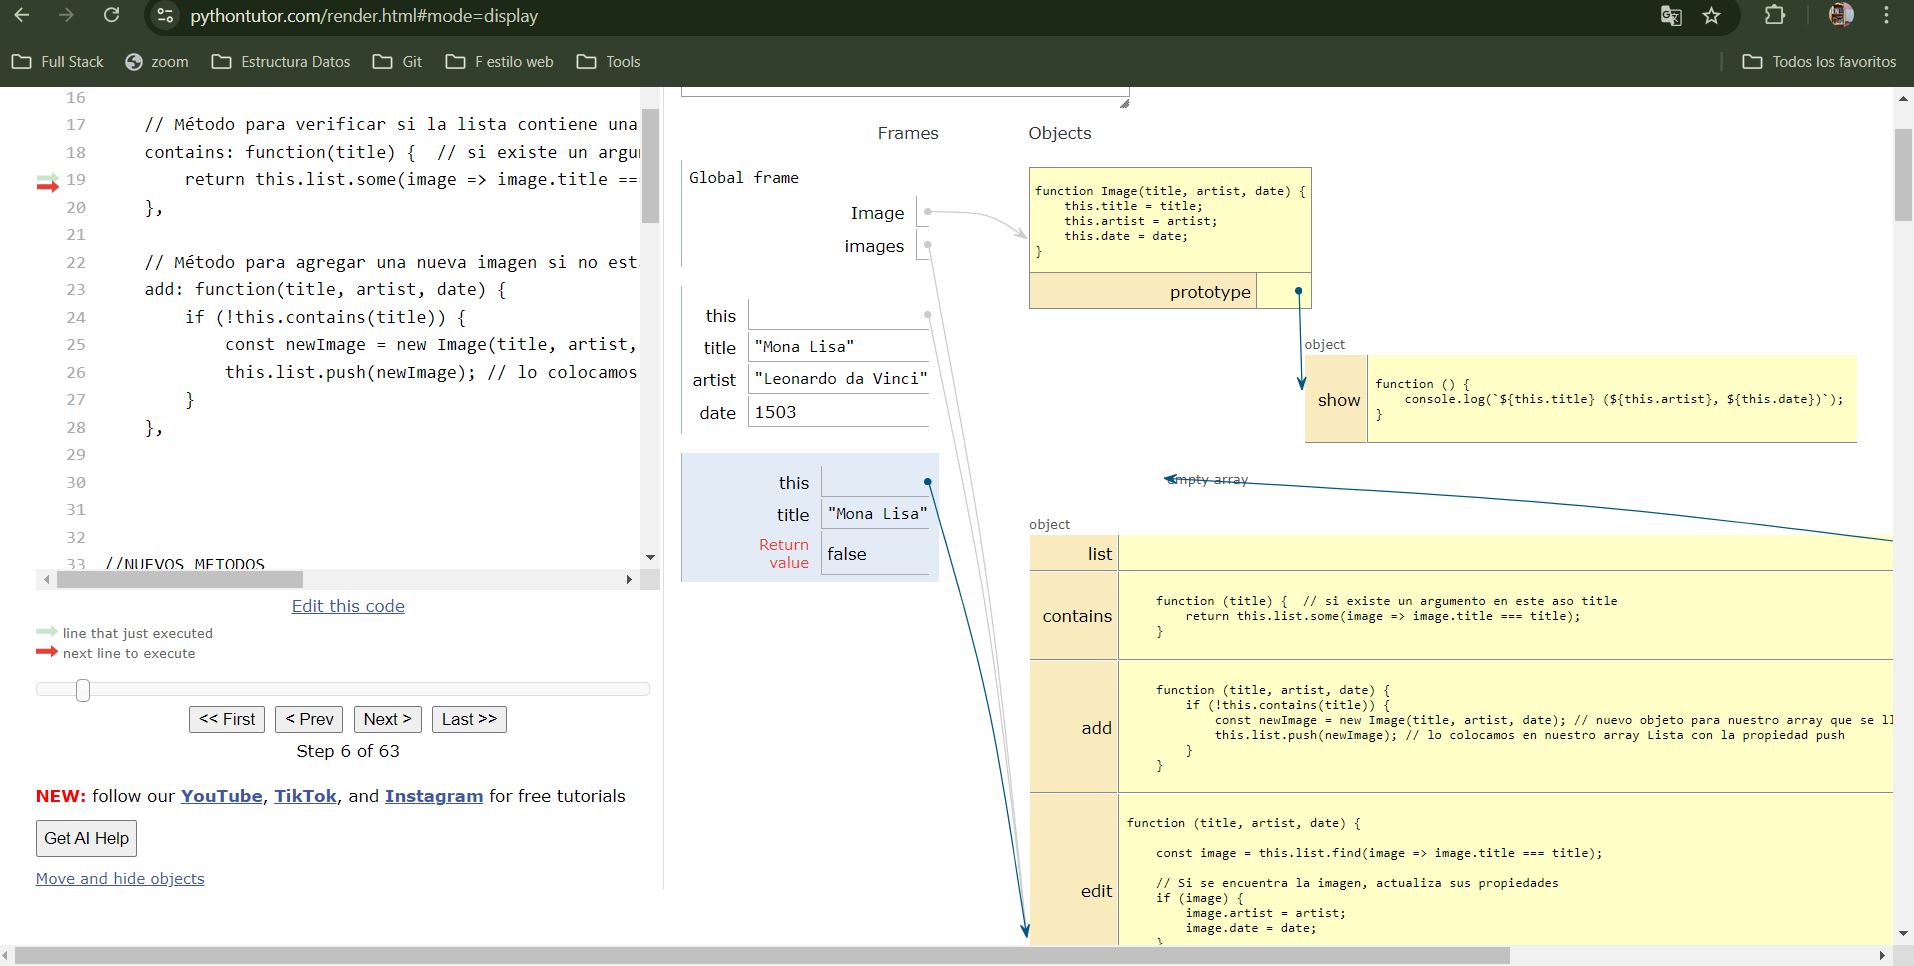 pythontutor.com/render.html#mode=display
Full Stack
zoom
Estructura Datos
Git
F estilo web
Tools
Todos los favoritos
16
17 // Método para verificar si la lista contiene una
18 contains: function(title) {  // si existe un argu
19 return this.list.some(image => image.title ==
20 },
21
22 // Método para agregar una nueva imagen si no est
23 add: function(title, artist, date) {
24 if (!this.contains(title)) {
25 const newImage = new Image(title, artist,
26 this.list.push(newImage); // lo colocamos
27 }
28 },
29
30
31
32
33 //NUEVOS METODOS
Edit this code
line that just executed
next line to execute
<< First
< Prev
Next >
Last >>
Step 6 of 63
NEW: follow our YouTube, TikTok, and Instagram for free tutorials
Get AI Help
Move and hide objects
Frames
Objects
Global frame
Image
images
this
title "Mona Lisa"
artist "Leonardo da Vinci"
date 1503
this
title "Mona Lisa"
Return
value
false
function Image(title, artist, date) {
this.title = title;
this.artist = artist;
this.date = date;
}
prototype
object
show
function () {
console.log(`${this.title} (${this.artist}, ${this.date})`);
}
empty array
object
list
contains
function (title) {  // si existe un argumento en este aso title
return this.list.some(image => image.title === title);
}
add
function (title, artist, date) {
if (!this.contains(title)) {
const newImage = new Image(title, artist, date); // nuevo objeto para nuestro array que se ll
this.list.push(newImage); // lo colocamos en nuestro array Lista con la propiedad push
}
}
edit
function (title, artist, date) {
const image = this.list.find(image => image.title === title);
// Si se encuentra la imagen, actualiza sus propiedades
if (image) {
image.artist = artist;
image.date = date;
}